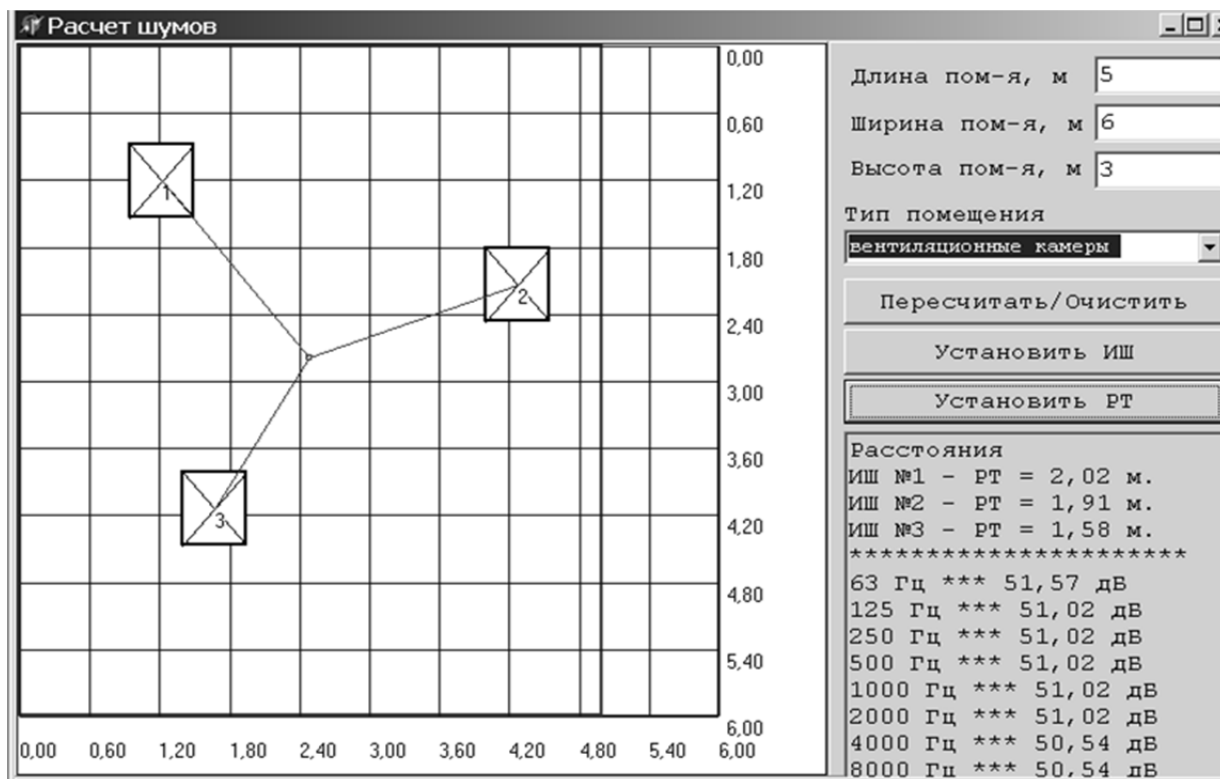 Расчет шумов
0,00
0,60
1,20
1,80
2,40
3,00
3,60
4,20
4,80
5,40
6,00
0,00 0,60 1,20 1,80 2,40 3,00 3,60 4,20 4,80 5,40 6,00
1
2
3
Длина пом-я, м 5
Ширина пом-я, м 6
Высота пом-я, м 3
Тип помещения
вентиляционные камеры
Пересчитать/Очистить
Установить ИШ
Установить РТ
Расстояния
ИШ №1 - РТ = 2,02 м.
ИШ №2 - РТ = 1,91 м.
ИШ №3 - РТ = 1,58 м.
**********************
63 Гц *** 51,57 дБ
125 Гц *** 51,02 дБ
250 Гц *** 51,02 дБ
500 Гц *** 51,02 дБ
1000 Гц *** 51,02 дБ
2000 Гц *** 51,02 дБ
4000 Гц *** 50,54 дБ
8000 Гц *** 50,54 дБ